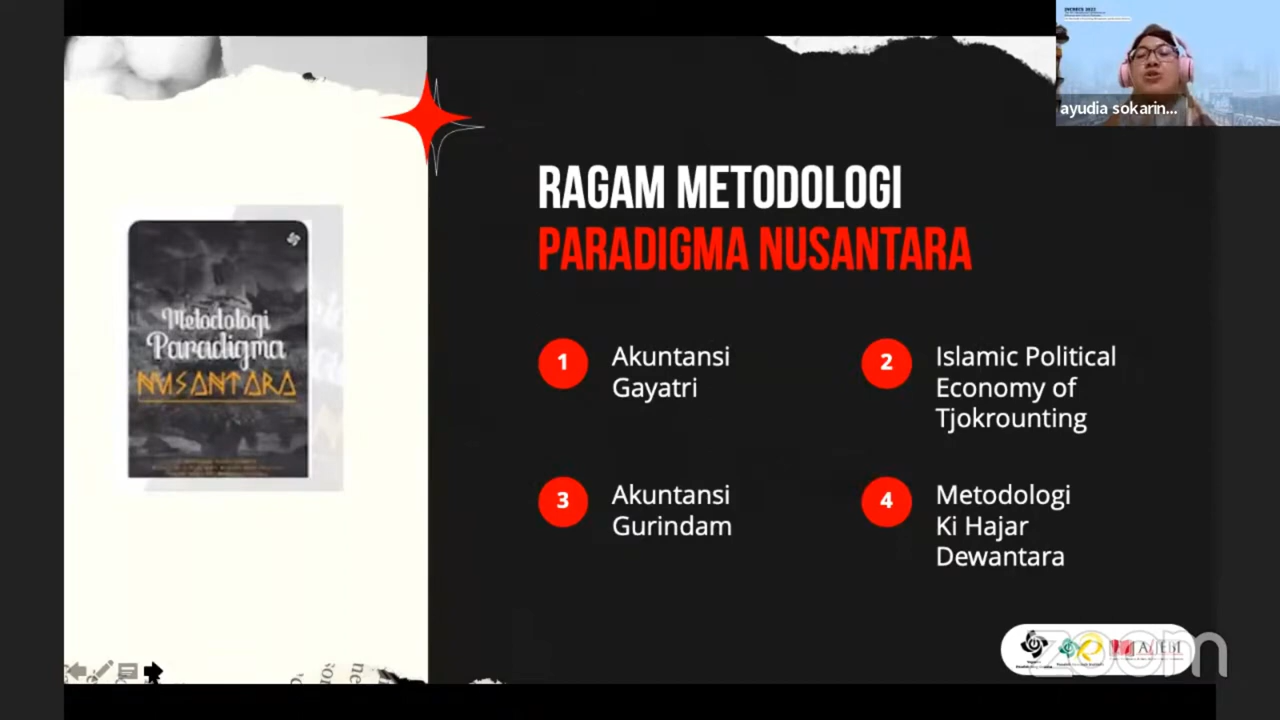 ayudia sokarin...
RAGAM METODOLOGI
PARADIGMA NUSANTARA
Metodologi
Paradigma
NUSANTARA
1
Akuntansi
Gayatri
2
Islamic Political
Economy of
Tjokrounting
3
Akuntansi
Gurindam
4
Metodologi
Ki Hajar
Dewantara
zoom